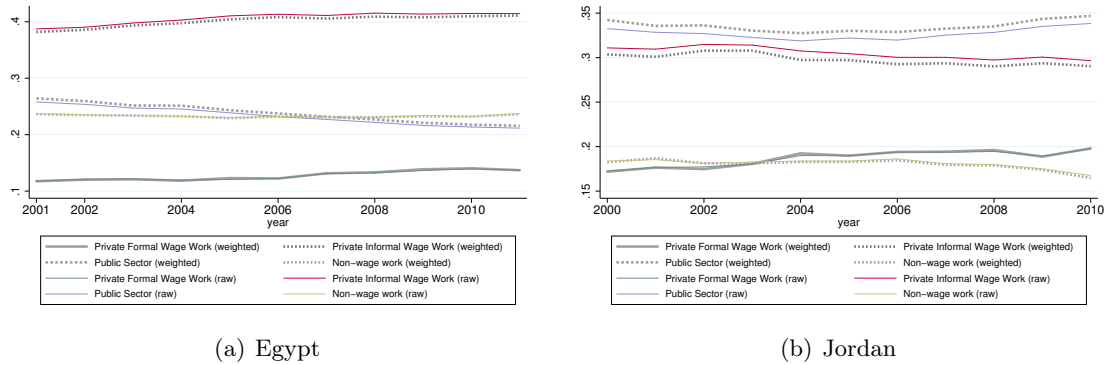 .4
.3
.2
.1
2001 2002 2004 2006 2008 2010
year
Private Formal Wage Work (weighted) Private Informal Wage Work (weighted)
Public Sector (weighted) Non−wage work (weighted)
Private Formal Wage Work (raw) Private Informal Wage Work (raw)
Public Sector (raw) Non−wage work (raw)
(a) Egypt
.35
.3
.25
.2
.15
2000 2002 2004 2006 2008 2010
year
Private Formal Wage Work (weighted) Private Informal Wage Work (weighted)
Public Sector (weighted) Non−wage work (weighted)
Private Formal Wage Work (raw) Private Informal Wage Work (raw)
Public Sector (raw) Non−wage work (raw)
(b) Jordan